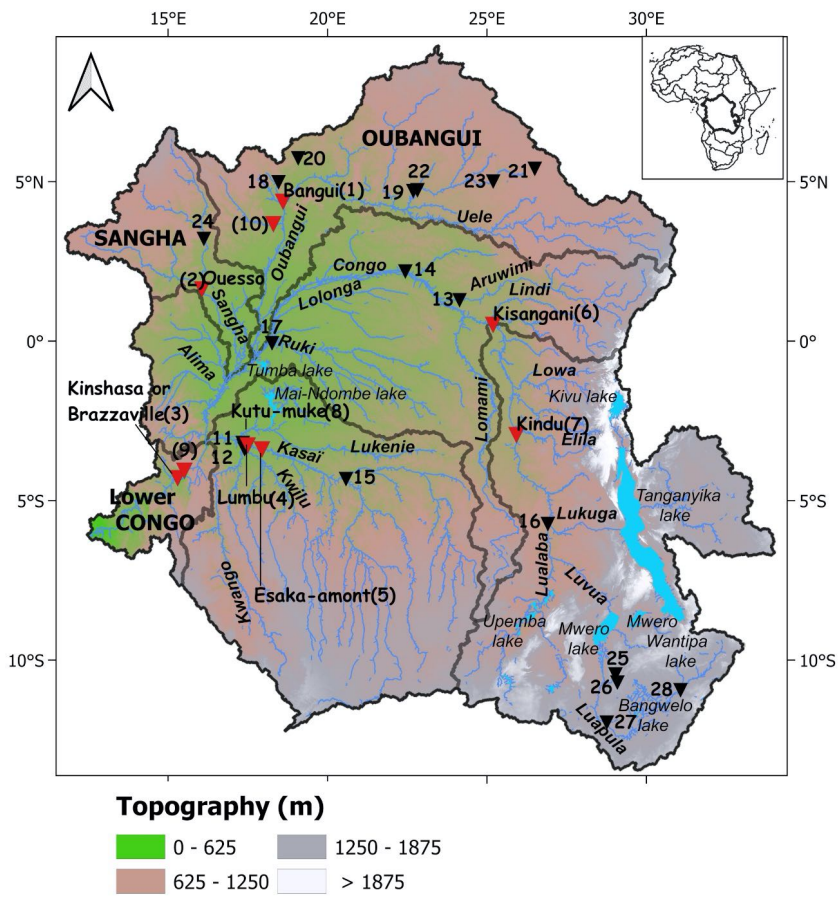 15°E 20°E 25°E 30°E
OUBANGUI
20
5°N 18 Bangui(1) 19 22 23 21 5°N
24 (10) Oubangui Uele
SANGHA
Congo 14 Aruwimi
(2) Ouesso Lolonga 13 Lindi
Sangha Kisangani(6)
0° 17 0°
Ruki
Alima Tumba lake Lowa
Kinshasa or Mai-Ndombe lake Kivu lake
Brazzaville(3) Kutu-muke(8) Lomami Kindu(7)
Elila
(9) 11 Kasaï Lukenie
12
5°S Lumbu(4) Kwilu 15 Tanganyika 5°S
Lower lake
CONGO 16 Lukuga
Lualaba
Kwango Esaka-amont(5) Luvua
Upemba Mwero Mwero
lake lake Wantipa
10°S lake 10°S
25
26 28
Bangwelo
27 lake
Luapula
Topography (m)
0 - 625 1250 - 1875
625 - 1250 > 1875